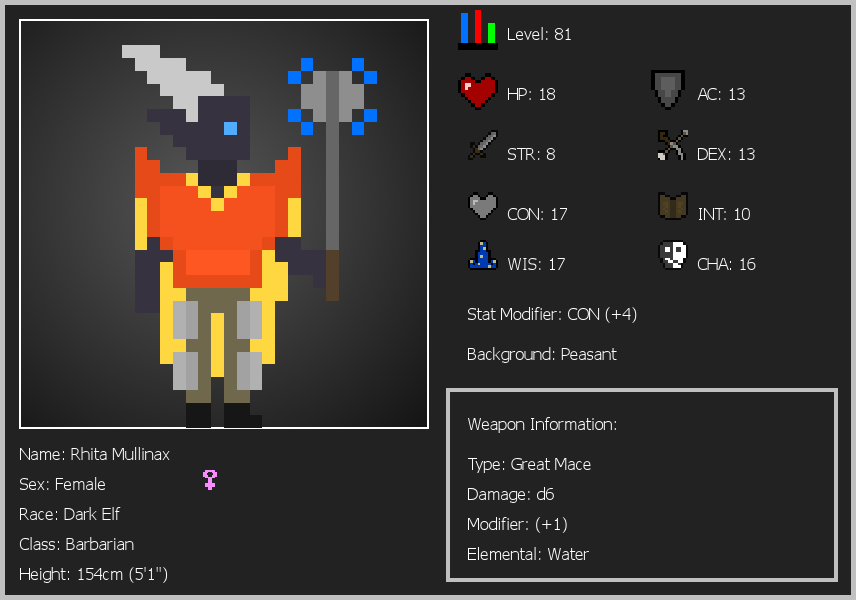 Level: 81
HP: 18
AC: 13
STR: 8
DEX: 13
CON: 17
INT: 10
WIS: 17
CHA: 16
Stat Modifier: CON (+4)
Background: Peasant
Weapon Information:
Type: Great Mace
Damage: d6
Modifier: (+1)
Elemental: Water
Name: Rhita Mullinax
Sex: Female
Race: Dark Elf
Class: Barbarian
Height: 154cm (5'1")